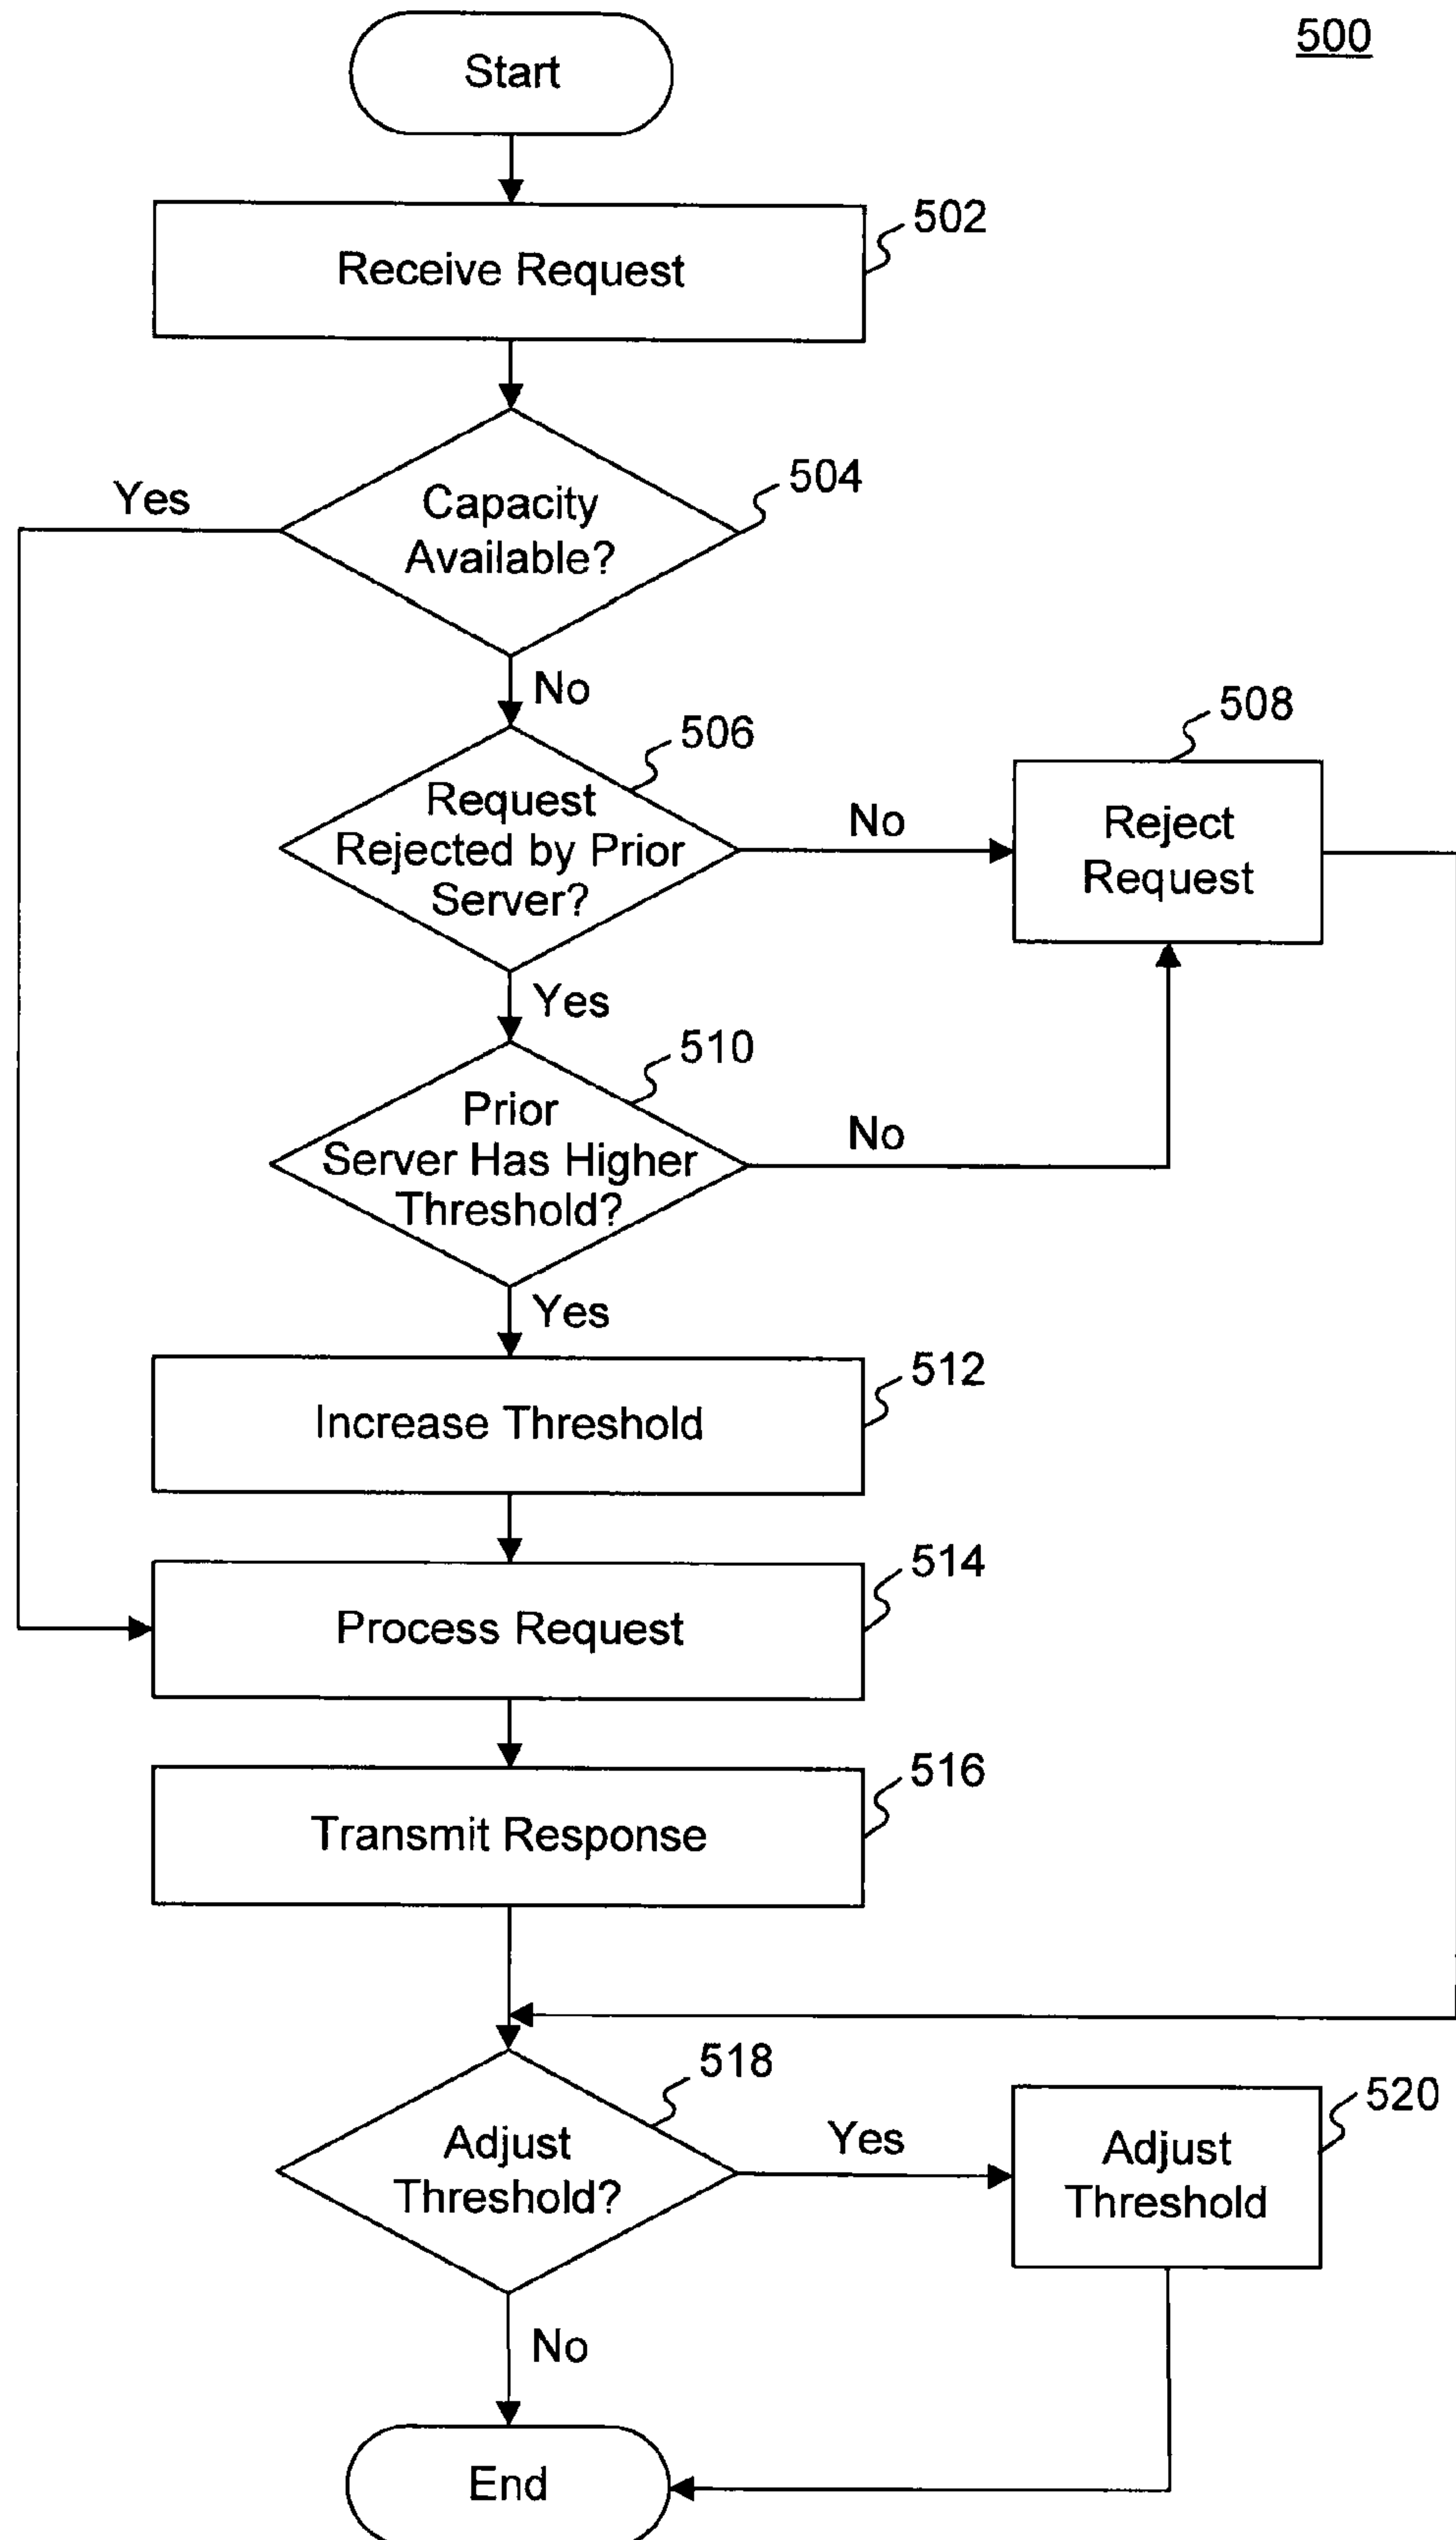 500
Start
502
Receive Request
504
Yes
Capacity
Available?
No
506
508
Request
Rejected by Prior
Server?
No
Reject
Request
Yes
510
Prior
Server Has Higher
Threshold?
No
Yes
512
Increase Threshold
514
Process Request
516
Transmit Response
518
520
Adjust
Threshold?
Yes
Adjust
Threshold
No
End